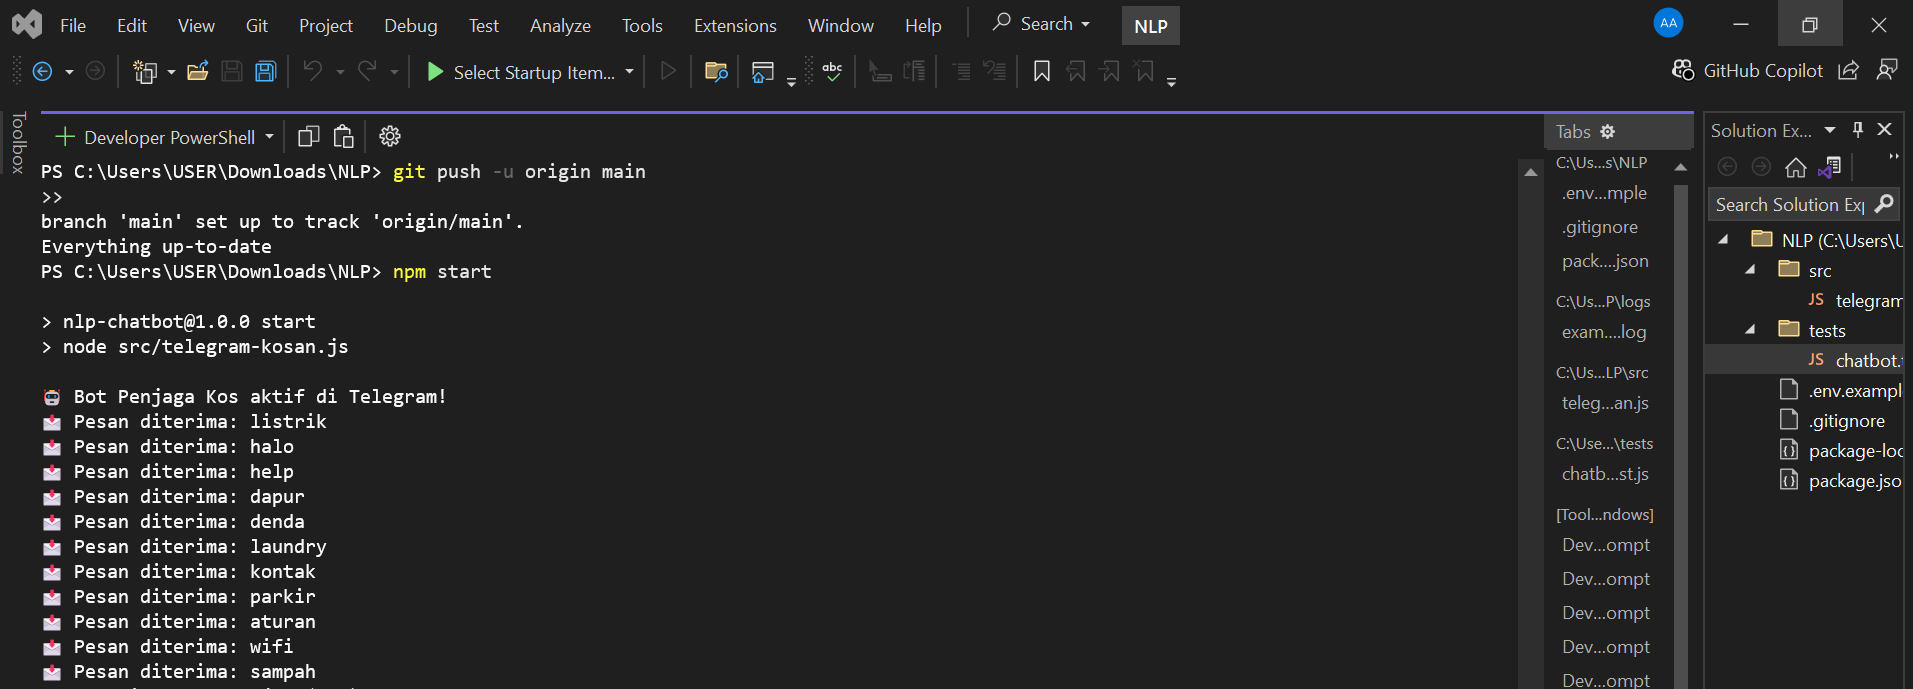 File Edit View Git Project Debug Test Analyze Tools Extensions Window Help Search NLP AA
Select Startup Item... abc GitHub Copilot
Toolbox
Developer PowerShell
PS C:\Users\USER\Downloads\NLP> git push -u origin main
>>
branch 'main' set up to track 'origin/main'.
Everything up-to-date
PS C:\Users\USER\Downloads\NLP> npm start
> nlp-chatbot@1.0.0 start
> node src/telegram-kosan.js
Bot Penjaga Kos aktif di Telegram!
Pesan diterima: listrik
Pesan diterima: halo
Pesan diterima: help
Pesan diterima: dapur
Pesan diterima: denda
Pesan diterima: laundry
Pesan diterima: kontak
Pesan diterima: parkir
Pesan diterima: aturan
Pesan diterima: wifi
Pesan diterima: sampah
Tabs
C:\Us...s\NLP
.env...mple
.gitignore
pack....json
C:\Us...P\logs
exam....log
C:\Us...LP\src
teleg...an.js
C:\Use...\tests
chatb...st.js
[Tool...ndows]
Dev...ompt
Dev...ompt
Dev...ompt
Dev...ompt
Dev...ompt
Solution Ex...
Search Solution Exp
NLP (C:\Users\U
src
JS telegram
tests
JS chatbot.
.env.exampl
.gitignore
package-loc
package.jso